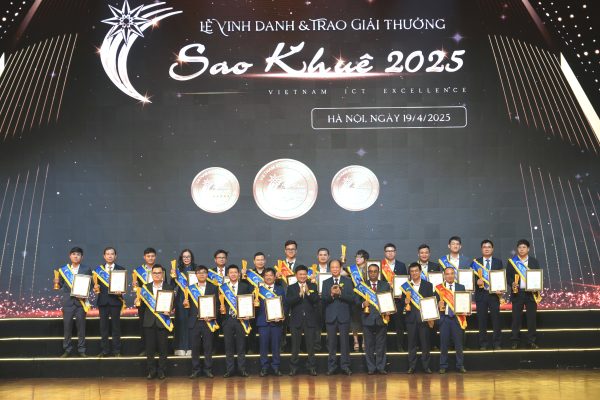 LỄ VINH DANH & TRAO GIẢI THƯỞNG
Sao Khuê 2025
VIETNAM ICT EXCELLENCE
HÀ NỘI, NGÀY 19/4/2025